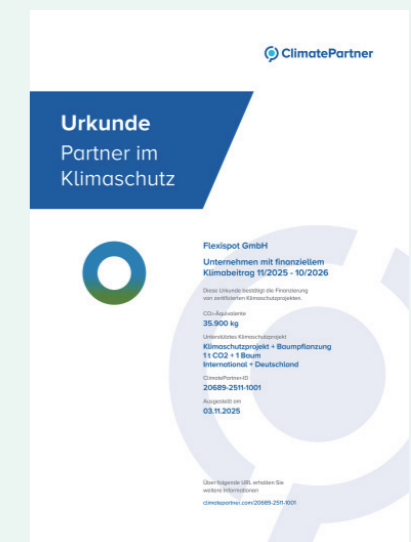 ClimatePartner
Urkunde
Partner im
Klimaschutz
Flexispot GmbH
Unternehmen mit finanziellem
Klimabeitrag 11/2025 - 10/2026
Diese Urkunde bestätigt die Finanzierung
von zertifizierten Klimaschutzprojekten.
CO₂-Äquivalente
35.900 kg
Unterstütztes Klimaschutzprojekt
Klimaschutzprojekt + Baumpflanzung
1 t CO2 + 1 Baum
International + Deutschland
ClimatePartner-ID
20689-2511-1001
Ausgestellt am
03.11.2025
Über folgende URL erhalten Sie
weitere Informationen
climatepartner.com/20689-2511-1001